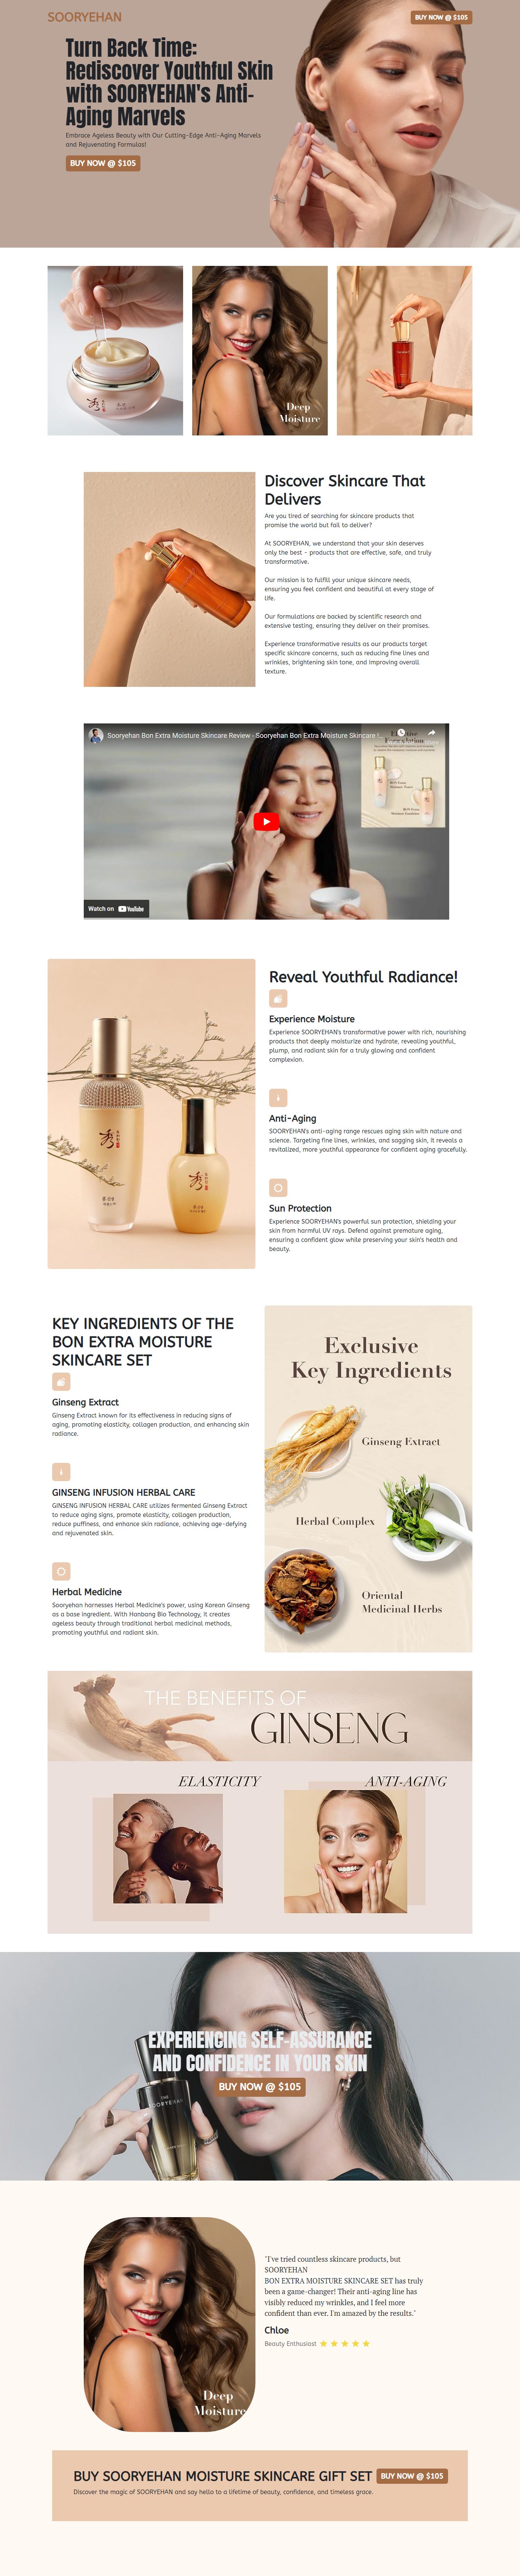 SOORYEHAN
BUY NOW @ $105
Turn Back Time:
Rediscover Youthful Skin
with SOORYEHAN's Anti-
Aging Marvels
Embrace Ageless Beauty with Our Cutting-Edge Anti-Aging Marvels
and Rejuvenating Formulas!
BUY NOW @ $105
秀
Deep
Moisture
Discover Skincare That
Delivers
Are you tired of searching for skincare products that
promise the world but fail to deliver?
At SOORYEHAN, we understand that your skin deserves
only the best - products that are effective, safe, and truly
transformative.
Our mission is to fulfill your unique skincare needs,
ensuring you feel confident and beautiful at every stage of
life.
Our formulations are backed by scientific research and
extensive testing, ensuring they deliver on their promises.
Experience transformative results as our products target
specific skincare concerns, such as reducing fine lines and
wrinkles, brightening skin tone, and improving overall
texture.
Sooryehan Bon Extra Moisture Skincare Review - Sooryehan Bon Extra Moisture Skincare
Watch on YouTube
Reveal Youthful Radiance!
Experience Moisture
Experience SOORYEHAN's transformative power with rich, nourishing
products that deeply moisturize and hydrate, revealing youthful,
plump, and radiant skin for a truly glowing and confident
complexion.
Anti-Aging
SOORYEHAN's anti-aging range rescues aging skin with nature and
science. Targeting fine lines, wrinkles, and sagging skin, it reveals a
revitalized, more youthful appearance for confident aging gracefully.
Sun Protection
Experience SOORYEHAN's powerful sun protection, shielding your
skin from harmful UV rays. Defend against premature aging,
ensuring a confident glow while preserving your skin's health and
beauty.
秀
秀
KEY INGREDIENTS OF THE
BON EXTRA MOISTURE
SKINCARE SET
Ginseng Extract
Ginseng Extract known for its effectiveness in reducing signs of
aging, promoting elasticity, collagen production, and enhancing skin
radiance.
GINSENG INFUSION HERBAL CARE
GINSENG INFUSION HERBAL CARE utilizes fermented Ginseng Extract
to reduce aging signs, promote elasticity, collagen production,
reduce puffiness, and enhance skin radiance, achieving age-defying
and rejuvenated skin.
Herbal Medicine
Sooryehan harnesses Herbal Medicine's power, using Korean Ginseng
as a base ingredient. With Hanbang Bio Technology, it creates
ageless beauty through traditional herbal medicinal methods,
promoting youthful and radiant skin.
Exclusive
Key Ingredients
Ginseng Extract
Herbal Complex
Oriental
Medicinal Herbs
THE BENEFITS OF
GINSENG
ELASTICITY
ANTI-AGING
EXPERIENCING SELF-ASSURANCE
AND CONFIDENCE IN YOUR SKIN
BUY NOW @ $105
"I've tried countless skincare products, but
SOORYEHAN
BON EXTRA MOISTURE SKINCARE SET has truly
been a game-changer! Their anti-aging line has
visibly reduced my wrinkles, and I feel more
confident than ever. I'm amazed by the results."
Chloe
Beauty Enthusiast
Deep
Moisture
BUY SOORYEHAN MOISTURE SKINCARE GIFT SET
BUY NOW @ $105
Discover the magic of SOORYEHAN and say hello to a lifetime of beauty, confidence, and timeless grace.